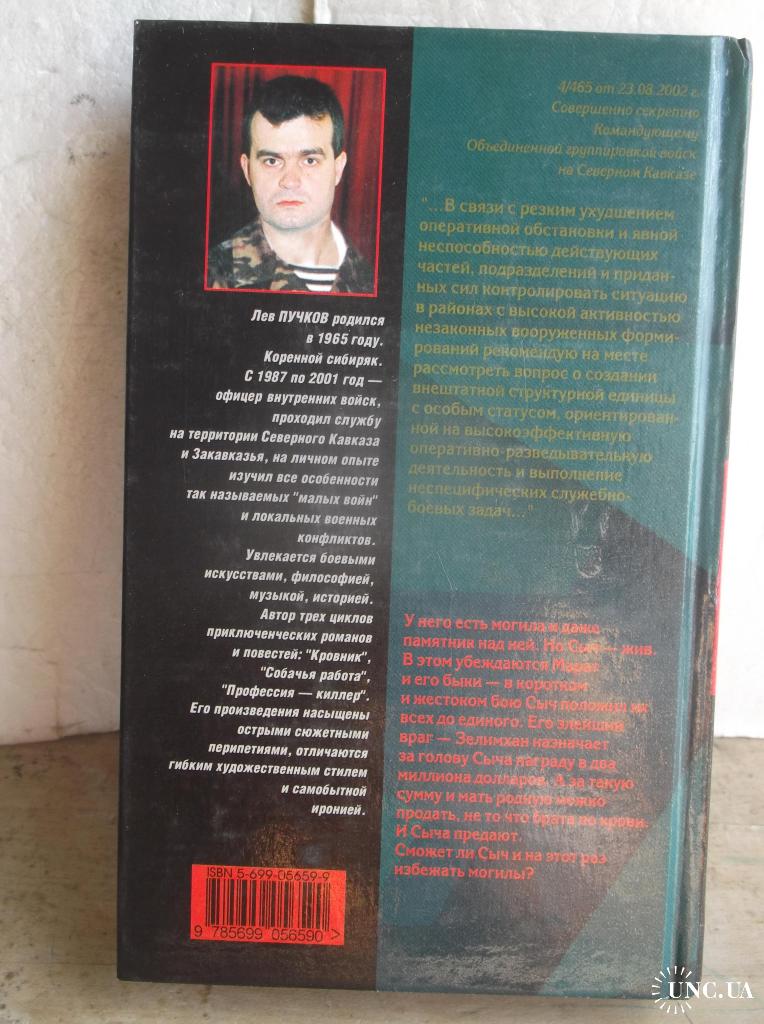 Лев ПУЧКОВ родился
в 1965 году.
Коренной сибиряк.
С 1987 по 2001 год —
офицер внутренних войск,
проходил службу
на территории Северного Кавказа
и Закавказья, на личном опыте
изучил все особенности
так называемых "малых войн"
и локальных военных
конфликтов.
Увлекается боевыми
искусствами, философией,
музыкой, историей.
Автор трех циклов
приключенческих романов
и повестей: "Кровник",
"Собачья работа",
"Профессия — киллер".
Его произведения насыщены
острыми сюжетными
перипетиями, отличаются
гибким художественным стилем
и самобытной
иронией.
ISBN 5-699-05659-9
9 785699 056590 >
4/465 от 23.08.2002 г.
Совершенно секретно
Командующему
Объединенной группировкой войск
на Северном Кавказе
"...В связи с резким ухудшением
оперативной обстановки и явной
неспособностью действующих
частей, подразделений и придан-
ных сил контролировать ситуацию
в районах с высокой активностью
незаконных вооруженных форми-
рований рекомендую на месте
рассмотреть вопрос о создании
внештатной структурной единицы
с особым статусом, ориентирован-
ной на высокоэффективную
оперативно-разведывательную
деятельность и выполнение
неспецифических служебно-
боевых задач..."
У него есть могила и даже
памятник над ней. Но Сыч — жив.
В этом убеждаются Марат
и его быки — в коротком
и жестоком бою Сыч положил их
всех до единого. Его злейший
враг — Зелимхан назначает
за голову Сыча награду в два
миллиона долларов. А за такую
сумму и мать родную можно
продать, не то что брата по крови.
И Сыча предают.
Сможет ли Сыч и на этот раз
избежать могилы?
UNC.UA